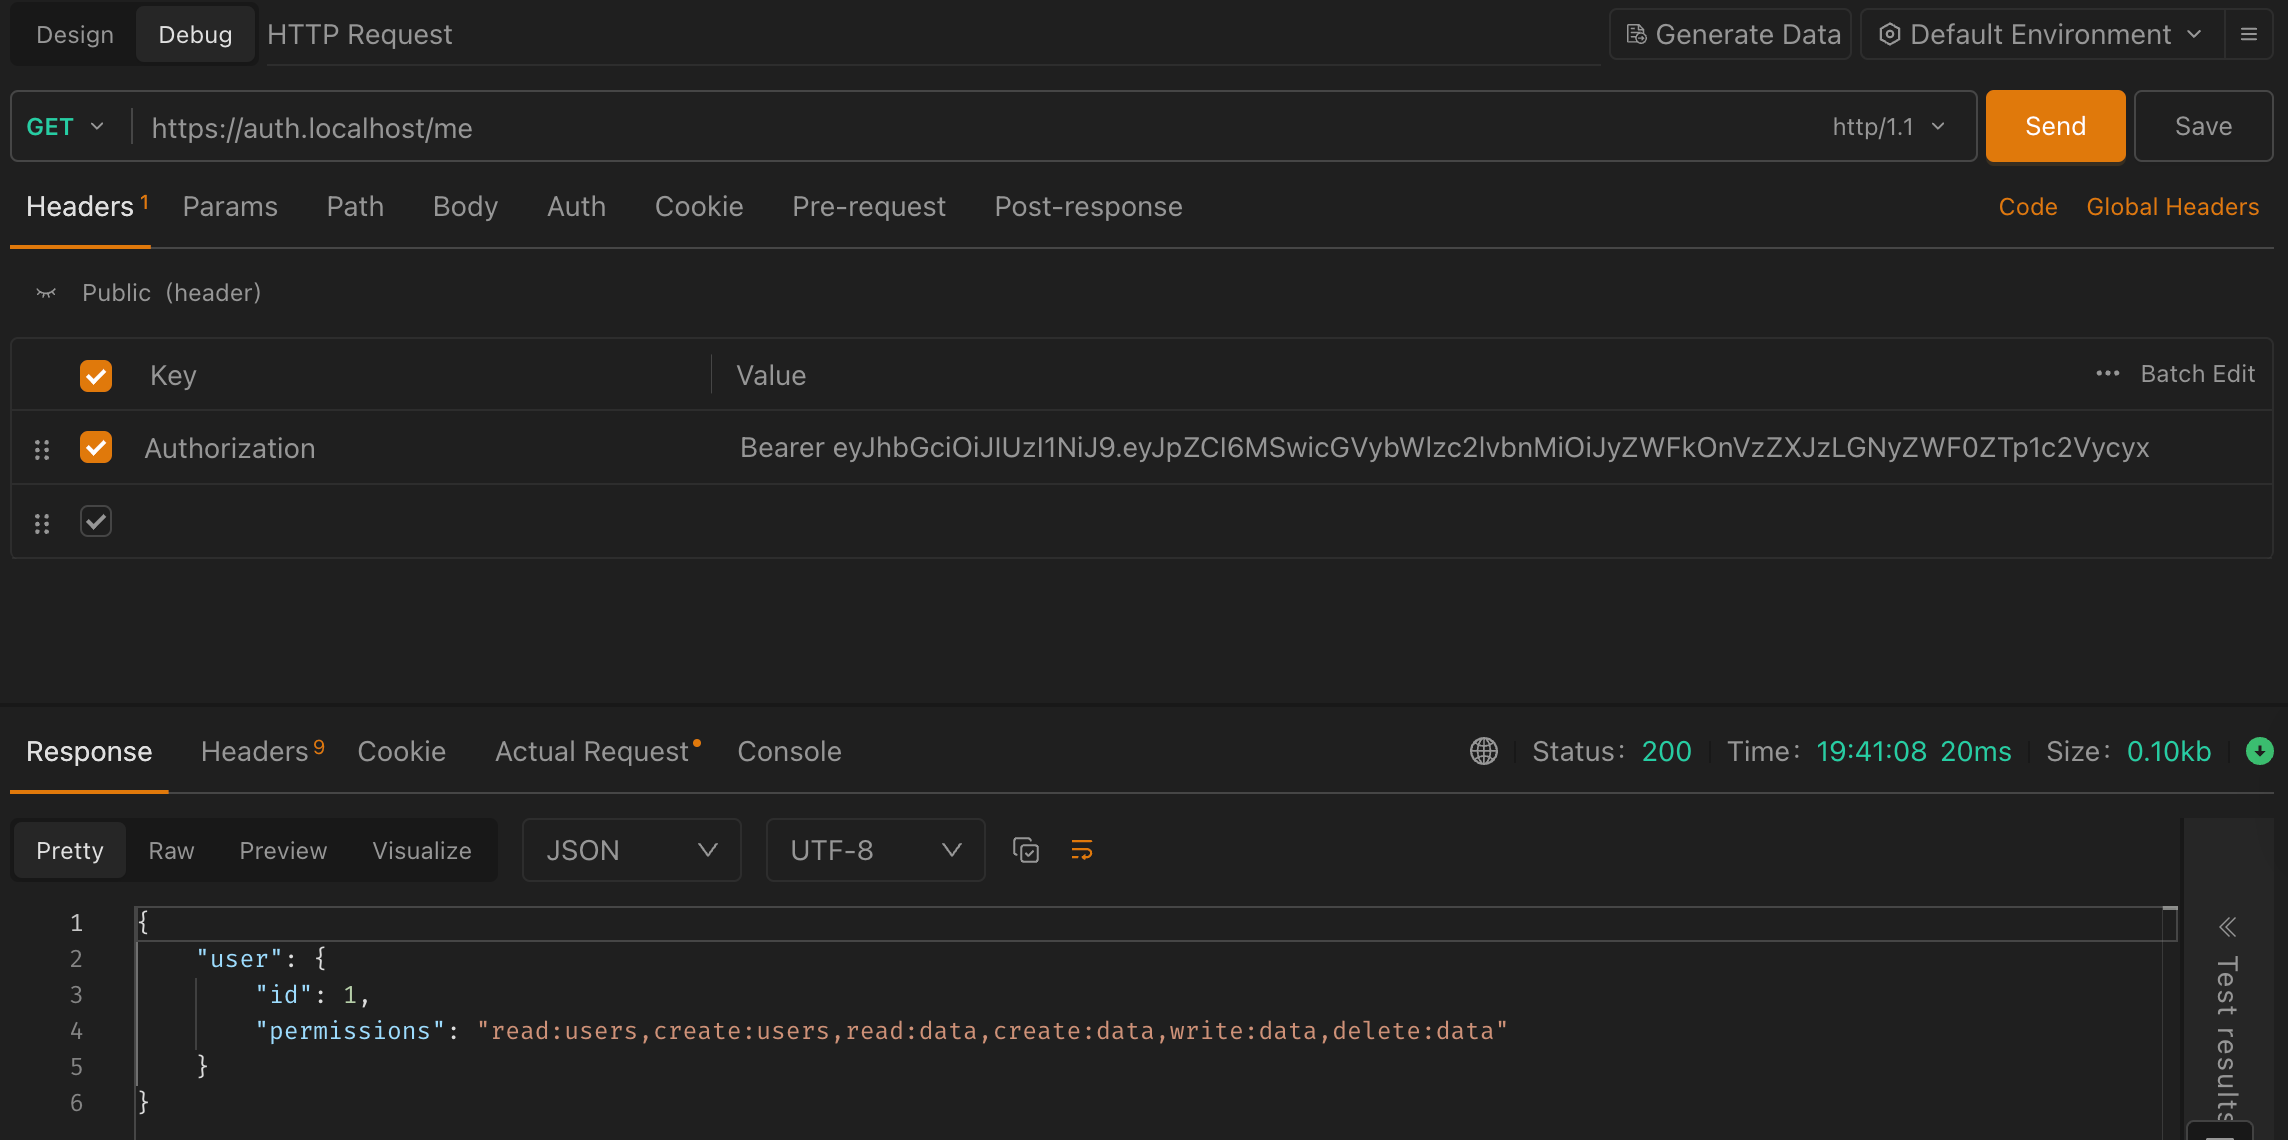 Design Debug HTTP Request Generate Data Default Environment
GET https://auth.localhost/me http/1.1 Send Save
Headers 1 Params Path Body Auth Cookie Pre-request Post-response Code Global Headers
Public (header)
Key Value Batch Edit
Authorization Bearer eyJhbGciOiJIUzI1NiJ9.eyJpZCI6MSwicGVybWlzc2lvbnMiOiJyZWFkOnVzZXJzLGNyZWF0ZTp1c2Vycyx
Response Headers 9 Cookie Actual Request Console Status: 200 Time: 19:41:08 20ms Size: 0.10kb
Pretty Raw Preview Visualize JSON UTF-8
1 {
2 "user": {
3 "id": 1,
4 "permissions": "read:users,create:users,read:data,create:data,write:data,delete:data"
5 }
6 }
Test results